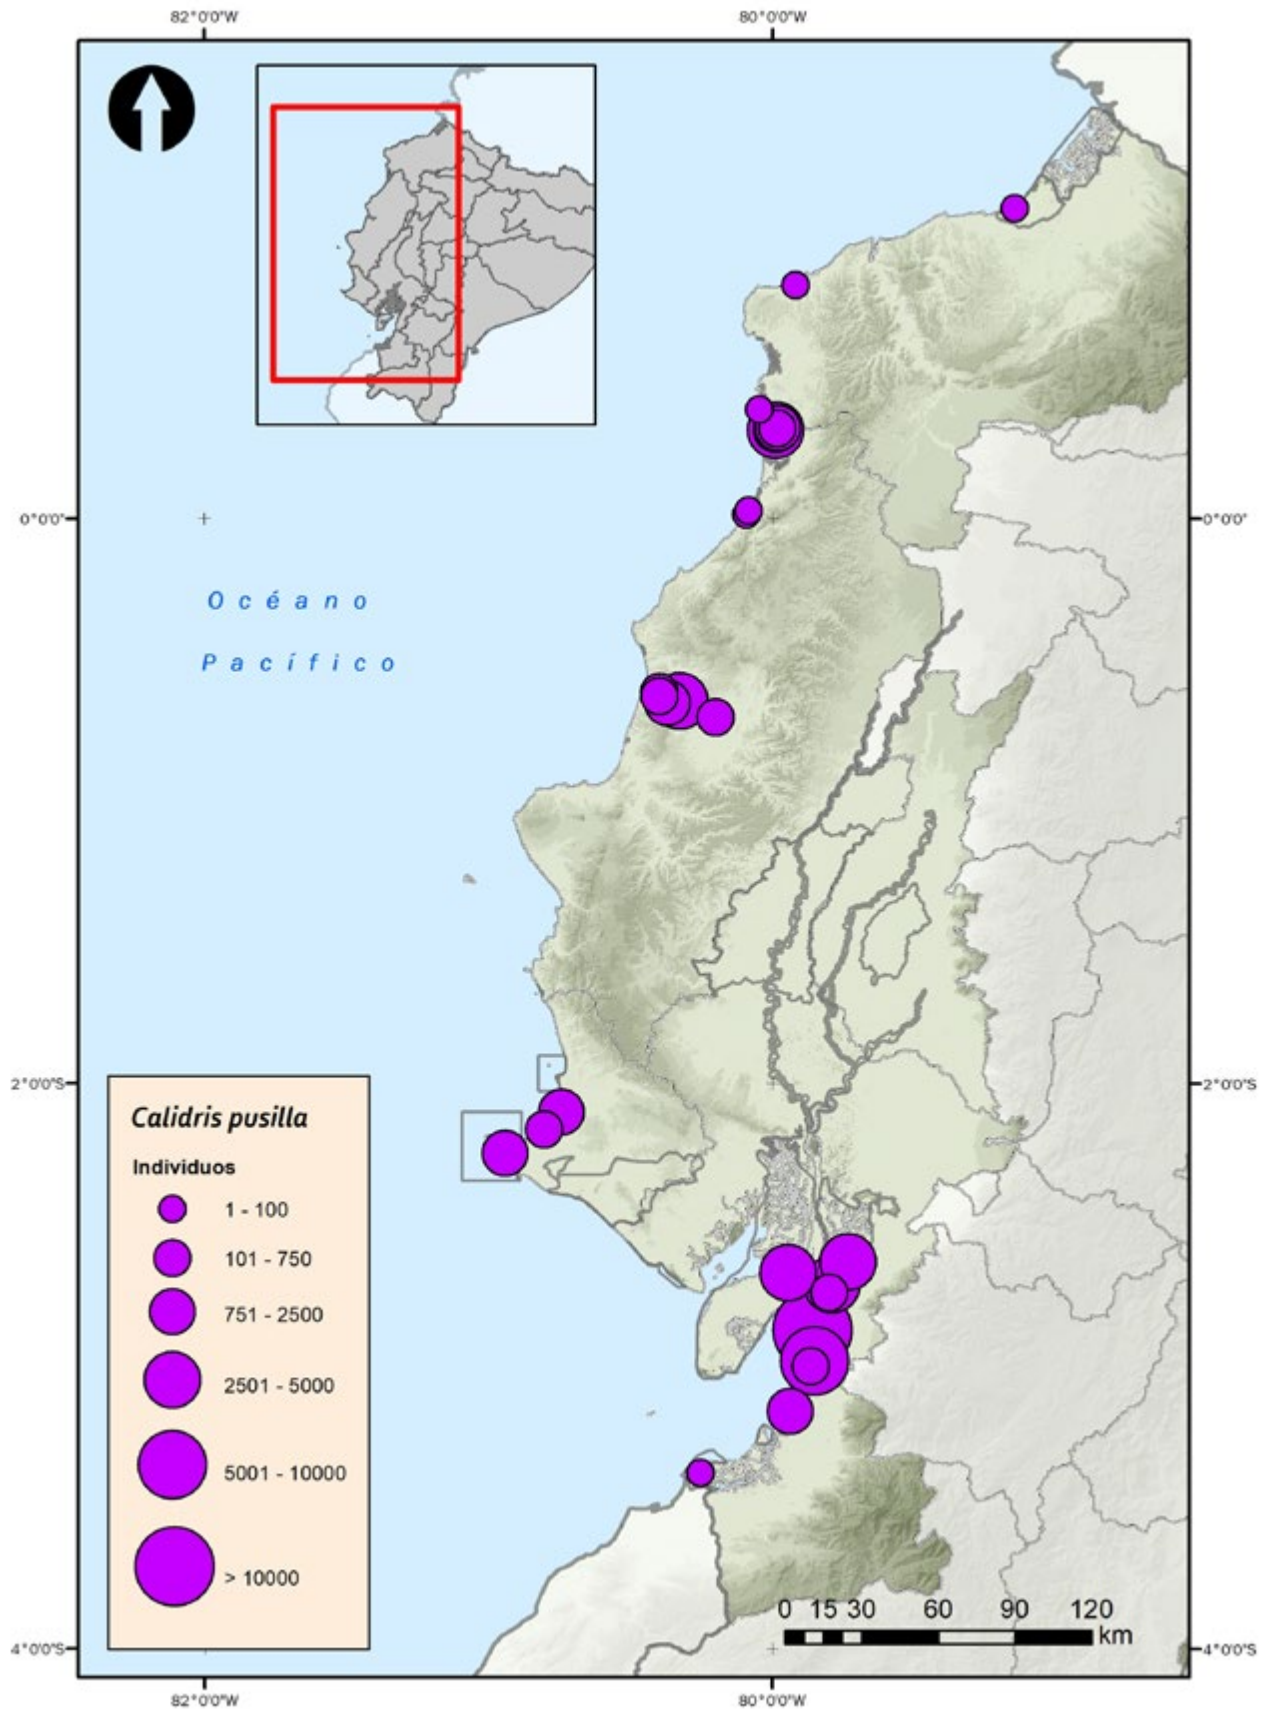 82°0'0"W 80°0'0"W
0°0'0" 0°0'0"
Océano
Pacífico
2°0'0"S 2°0'0"S
Calidris pusilla
Individuos
1 - 100
101 - 750
751 - 2500
2501 - 5000
5001 - 10000
> 10000
0 15 30 60 90 120
km
4°0'0"S 4°0'0"S
82°0'0"W 80°0'0"W